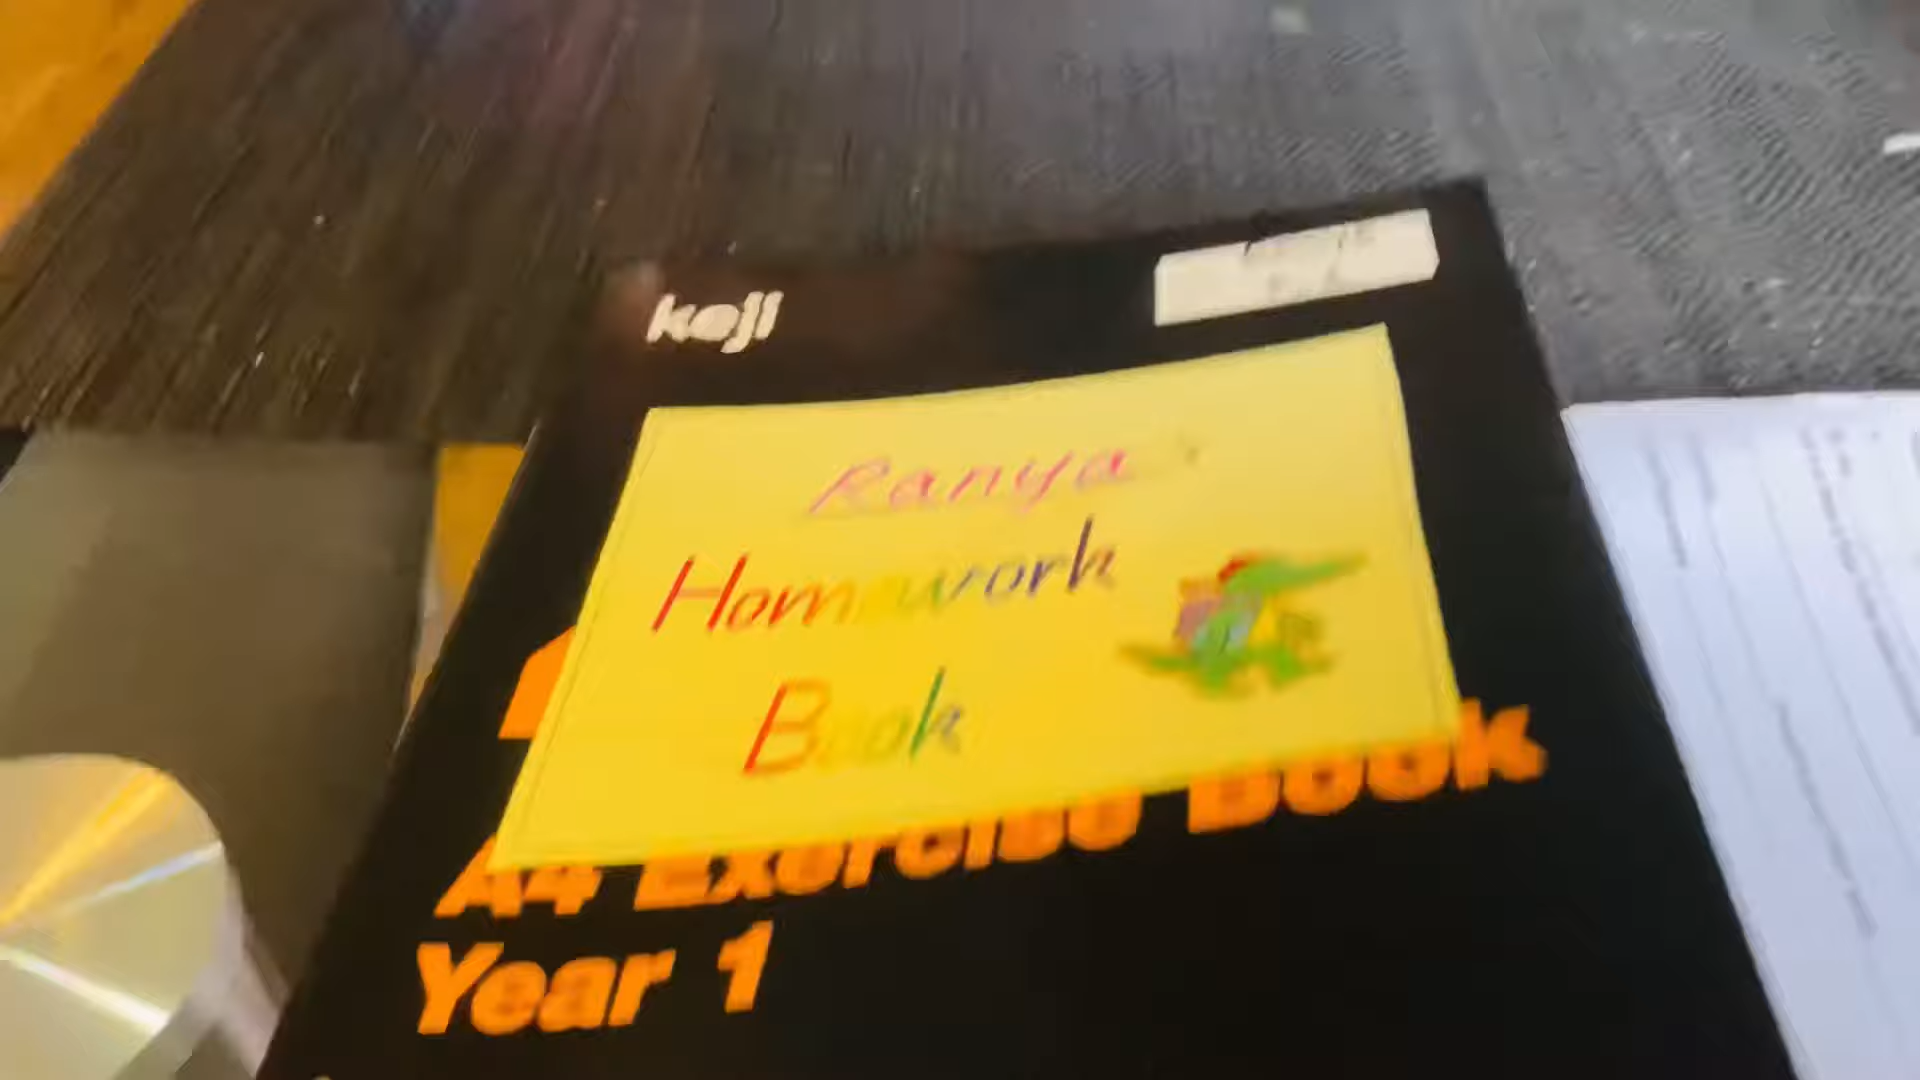 keji
Ranya
Homework
Book
A4 Exercise Book
Year 1